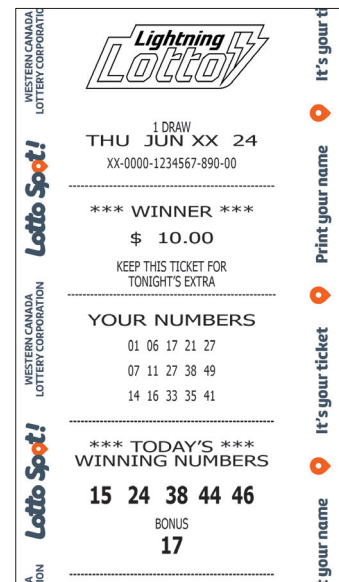 Lightning
Lotto
1 DRAW
THU JUN XX 24
XX-0000-1234567-890-00
*** WINNER ***
$ 10.00
KEEP THIS TICKET FOR
TONIGHT'S EXTRA
YOUR NUMBERS
01 06 17 21 27
07 11 27 38 49
14 16 33 35 41
*** TODAY'S ***
WINNING NUMBERS
15 24 38 44 46
BONUS
17
WESTERN CANADA
LOTTERY CORPORATIO
Lotto Spot!
WESTERN CANADA
LOTTERY CORPORATION
Lotto Spot!
A
ION
It's your ti
Print your name
It's your ticket
t your name